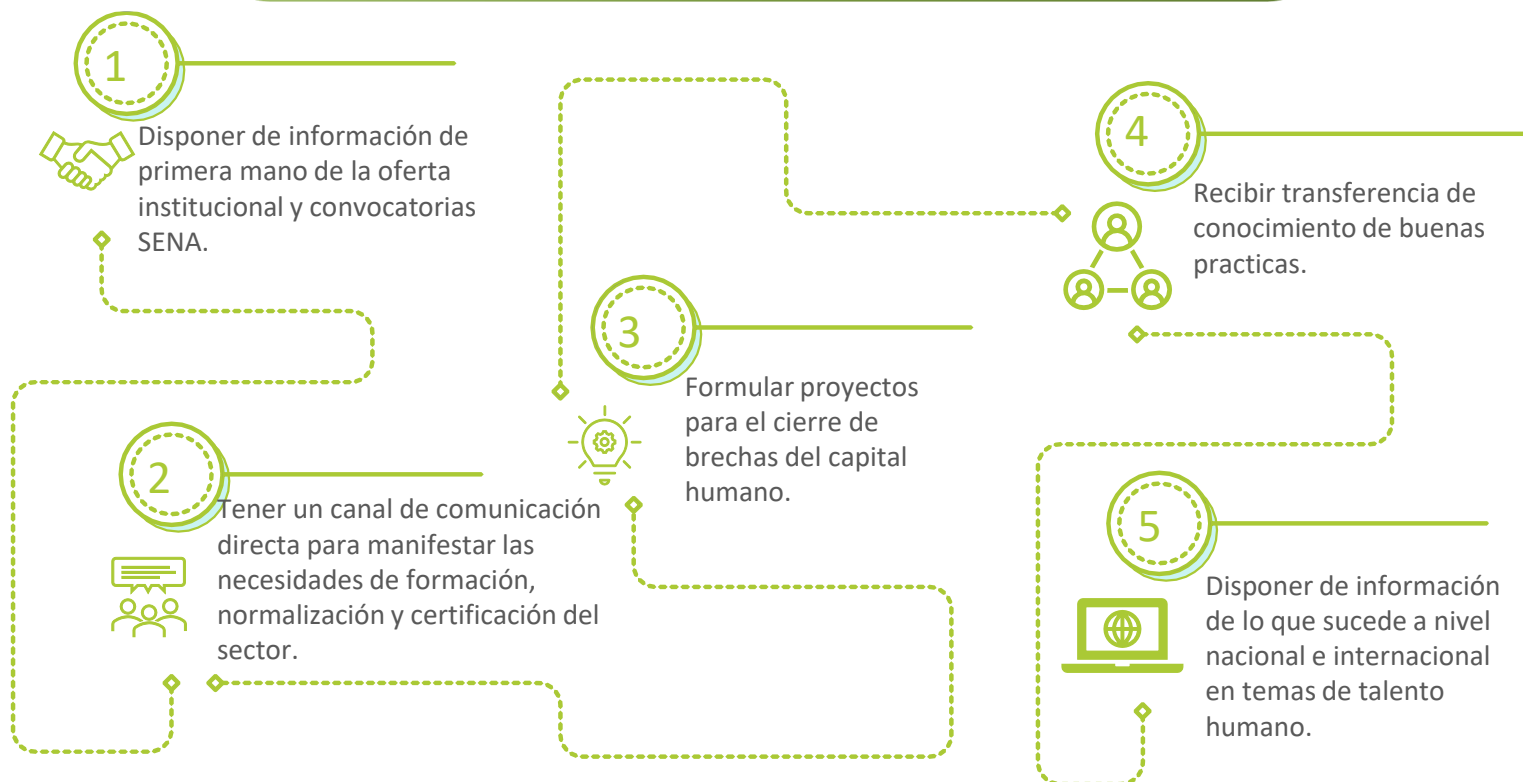 1
Disponer de información de
primera mano de la oferta
institucional y convocatorias
SENA.
2
Tener un canal de comunicación
directa para manifestar las
necesidades de formación,
normalización y certificación del
sector.
3
Formular proyectos
para el cierre de
brechas del capital
humano.
4
Recibir transferencia de
conocimiento de buenas
practicas.
5
Disponer de información
de lo que sucede a nivel
nacional e internacional
en temas de talento
humano.